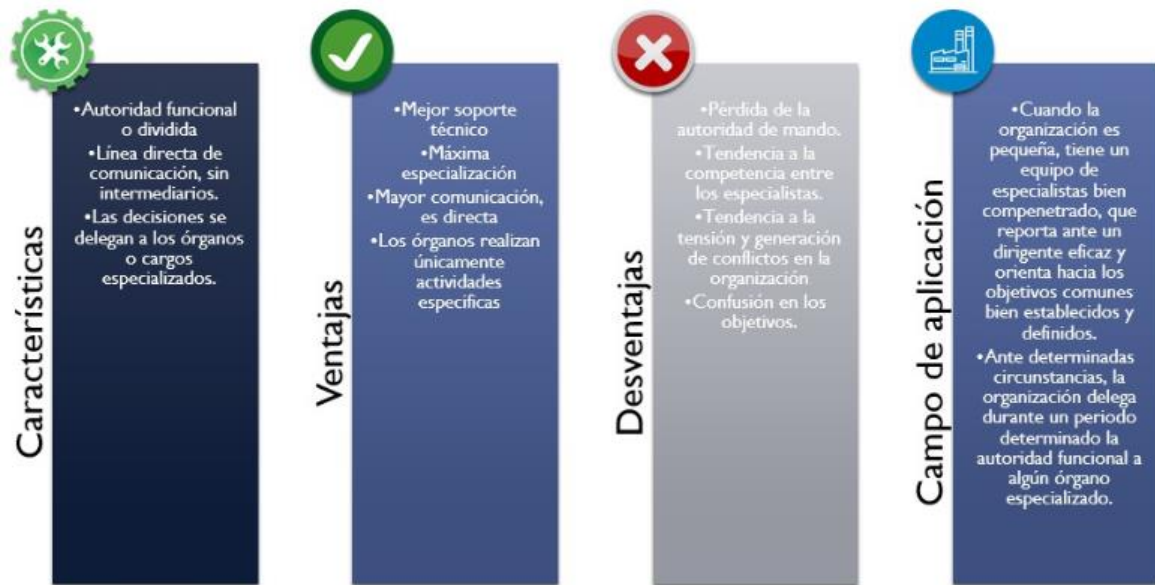 Características
•Autoridad funcional
o dividida
•Línea directa de
comunicación, sin
intermediarios.
•Las decisiones se
delegan a los órganos
o cargos
especializados.
Ventajas
•Mejor soporte
técnico
•Máxima
especialización
•Mayor comunicación,
es directa
•Los órganos realizan
únicamente
actividades
especificas
Desventajas
•Pérdida de la
autoridad de mando.
•Tendencia a la
competencia entre
los especialistas.
•Tendencia a la
tensión y generación
de conflictos en la
organización
•Confusión en los
objetivos.
Campo de aplicación
•Cuando la
organización es
pequeña, tiene un
equipo de
especialistas bien
compenetrado, que
reporta ante un
dirigente eficaz y
orienta hacia los
objetivos comunes
bien establecidos y
definidos.
•Ante determinadas
circunstancias, la
organización delega
durante un periodo
determinado la
autoridad funcional a
algún órgano
especializado.